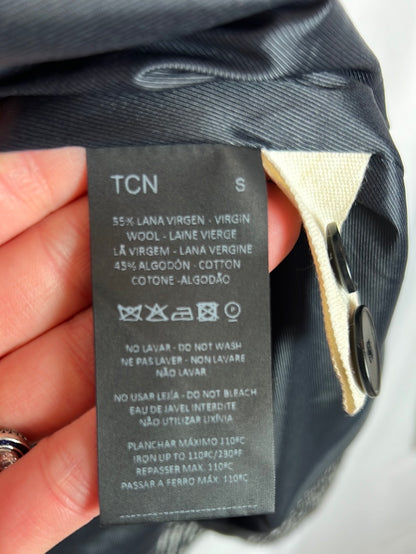 TCN S
55% LANA VIRGEN - VIRGIN
WOOL - LAINE VIERGE
LÃ VIRGEM - LANA VERGINE
45% ALGODÓN - COTTON
COTONE - ALGODÃO
P
NO LAVAR - DO NOT WASH
NE PAS LAVER - NON LAVARE
NÃO LAVAR
NO USAR LEJÍA - DO NOT BLEACH
EAU DE JAVEL INTERDITE
NÃO UTILIZAR LIXÍVIA
PLANCHAR MÁXIMO 110ºC
IRON UP TO 110ºC/230ºF
REPASSER MAX. 110ºC
PASSAR A FERRO MÁX. 110ºC